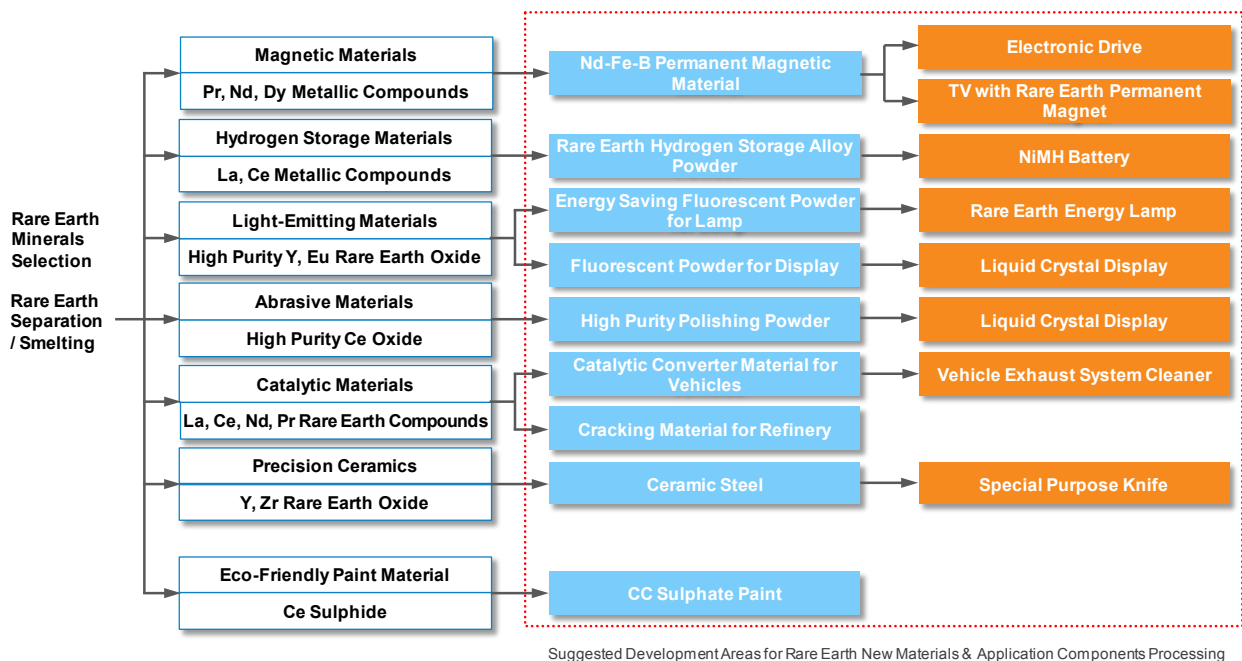 Rare Earth
Minerals
Selection
Rare Earth
Separation
/ Smelting
Magnetic Materials
Pr, Nd, Dy Metallic Compounds
Hydrogen Storage Materials
La, Ce Metallic Compounds
Light-Emitting Materials
High Purity Y, Eu Rare Earth Oxide
Abrasive Materials
High Purity Ce Oxide
Catalytic Materials
La, Ce, Nd, Pr Rare Earth Compounds
Precision Ceramics
Y, Zr Rare Earth Oxide
Eco-Friendly Paint Material
Ce Sulphide
Nd-Fe-B Permanent Magnetic
Material
Rare Earth Hydrogen Storage Alloy
Powder
Energy Saving Fluorescent Powder
for Lamp
Fluorescent Powder for Display
High Purity Polishing Powder
Catalytic Converter Material for
Vehicles
Cracking Material for Refinery
Ceramic Steel
CC Sulphate Paint
Electronic Drive
TV with Rare Earth Permanent
Magnet
NiMH Battery
Rare Earth Energy Lamp
Liquid Crystal Display
Liquid Crystal Display
Vehicle Exhaust System Cleaner
Special Purpose Knife
Suggested Development Areas for Rare Earth New Materials & Application Components Processing